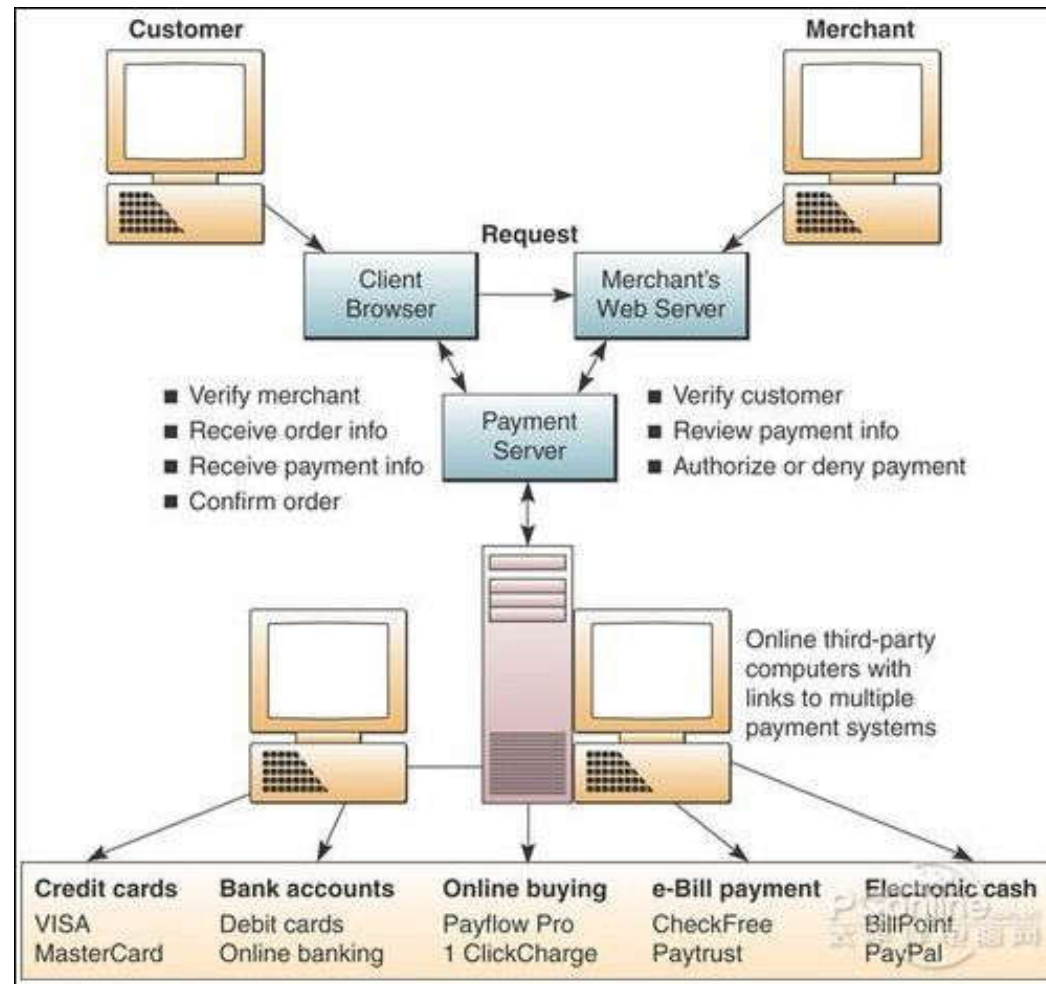 Customer
Merchant
Request
Client
Browser
Merchant's
Web Server
■ Verify merchant
■ Receive order info
■ Receive payment info
■ Confirm order
Payment
Server
■ Verify customer
■ Review payment info
■ Authorize or deny payment
Online third-party
computers with
links to multiple
payment systems
Credit cards
VISA
MasterCard
Bank accounts
Debit cards
Online banking
Online buying
Payflow Pro
1 ClickCharge
e-Bill payment
CheckFree
Paytrust
Electronic cash
BillPoint
PayPal
PConline